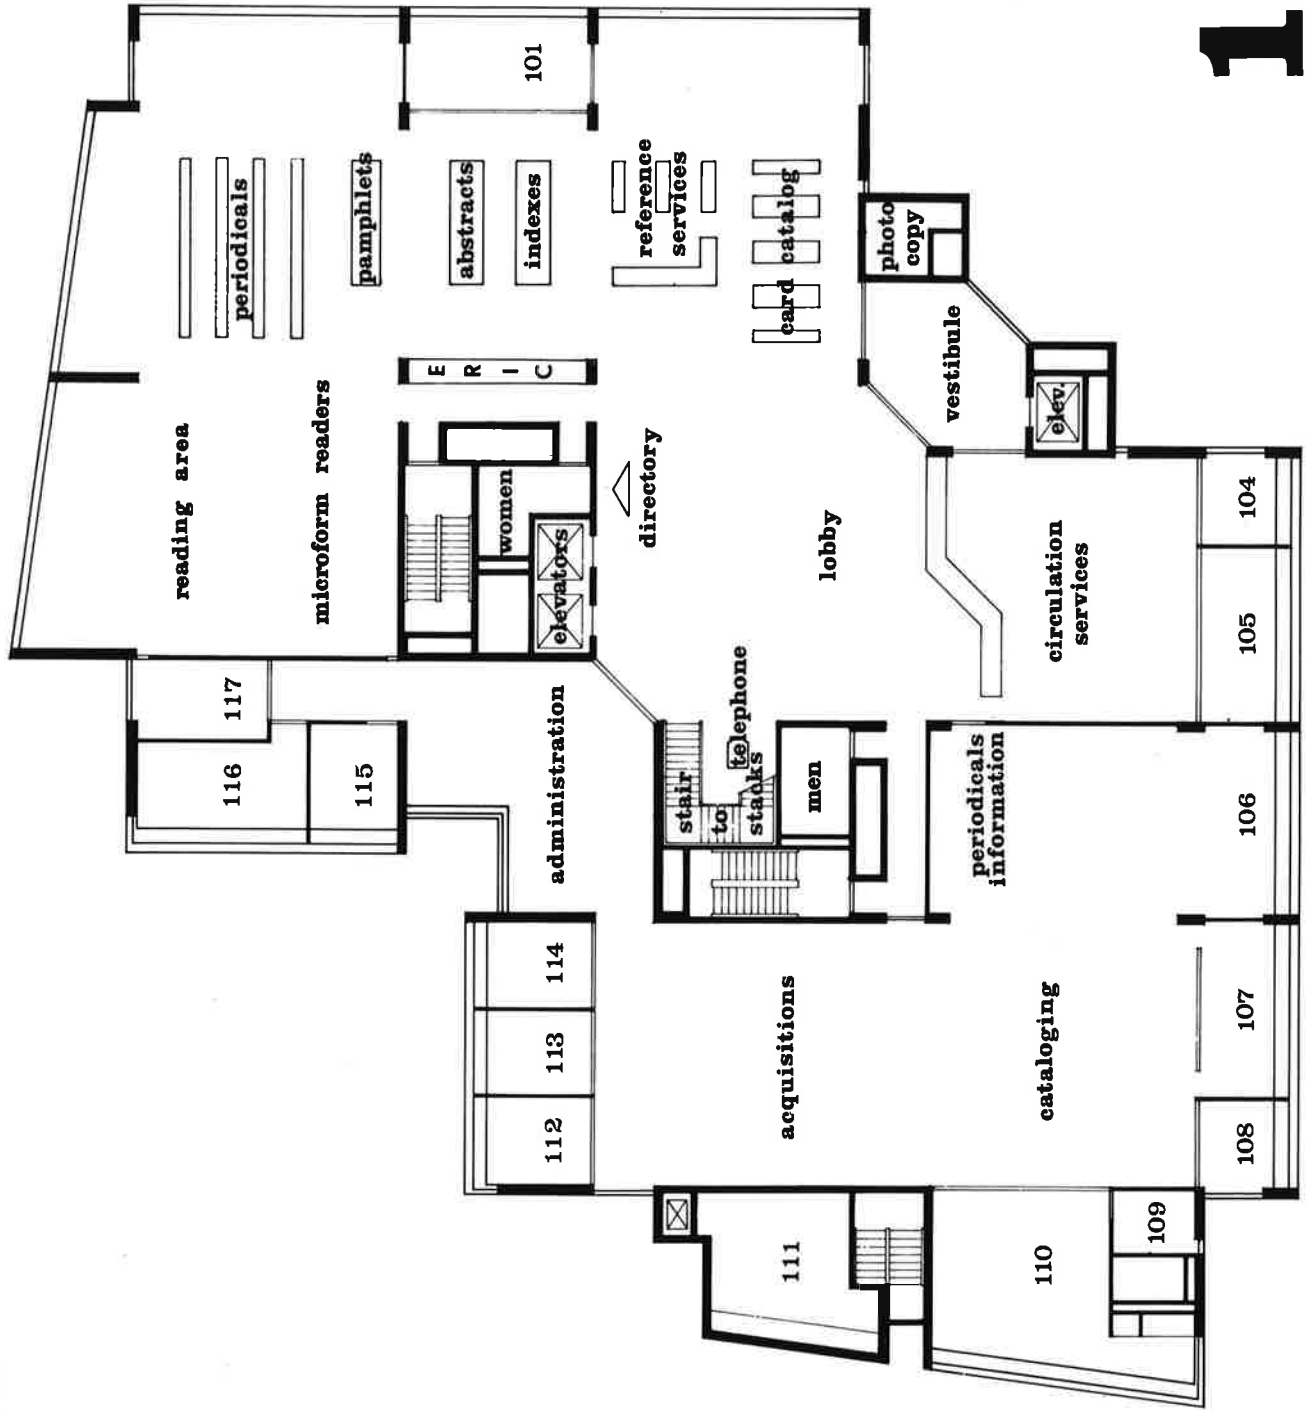 1
101
periodicals
pamphlets
abstracts
indexes
reference
services
card catalog
photo
copy
vestibule
elev.
E R I C
reading area
microform readers
women
elevators
directory
lobby
circulation
services
104
105
117
116
115
administration
telephone
stair
to
stacks
men
periodicals
information
106
114
113
112
acquisitions
cataloging
107
108
111
110
109